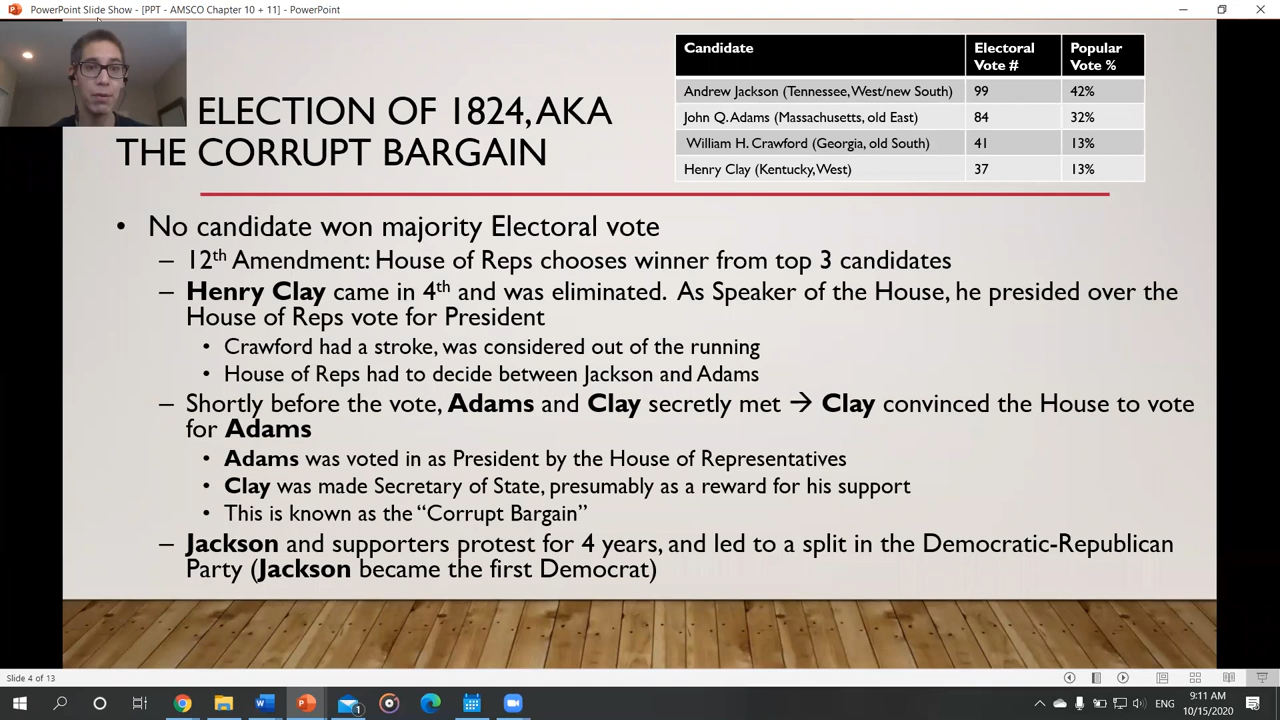 PowerPoint Slide Show - [PPT - AMSCO Chapter 10 + 11] - PowerPoint
ELECTION OF 1824, AKA
THE CORRUPT BARGAIN
Candidate Electoral Vote # Popular Vote %
Andrew Jackson (Tennessee, West/new South) 99 42%
John Q. Adams (Massachusetts, old East) 84 32%
William H. Crawford (Georgia, old South) 41 13%
Henry Clay (Kentucky, West) 37 13%
• No candidate won majority Electoral vote
– 12th Amendment: House of Reps chooses winner from top 3 candidates
– Henry Clay came in 4th and was eliminated. As Speaker of the House, he presided over the
House of Reps vote for President
• Crawford had a stroke, was considered out of the running
• House of Reps had to decide between Jackson and Adams
– Shortly before the vote, Adams and Clay secretly met → Clay convinced the House to vote
for Adams
• Adams was voted in as President by the House of Representatives
• Clay was made Secretary of State, presumably as a reward for his support
• This is known as the “Corrupt Bargain”
– Jackson and supporters protest for 4 years, and led to a split in the Democratic-Republican
Party (Jackson became the first Democrat)
Slide 4 of 13
1
ENG
9:11 AM
10/15/2020